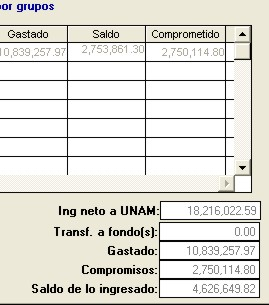 por grupos
Gastado Saldo Comprometido
10,839,257.97 2,753,861.30 2,750,114.80
Ing neto a UNAM: 18,216,022.59
Transf. a fondo(s): 0.00
Gastado: 10,839,257.97
Compromisos: 2,750,114.80
Saldo de lo ingresado: 4,626,649.82